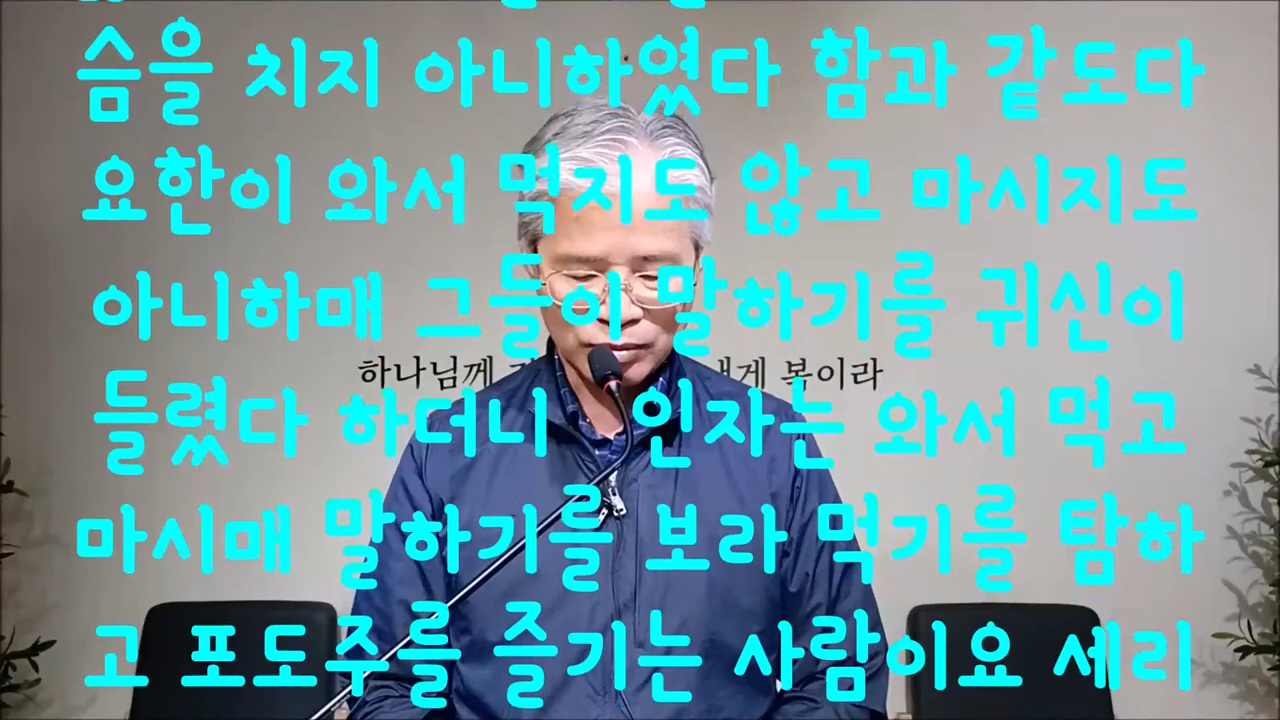 슴을 치지 아니하였다 함과 같도다
요한이 와서 먹지도 않고 마시지도
아니하매 그들이 말하기를 귀신이
하나님께 내게 복이라
들렸다 하더니 인자는 와서 먹고
마시매 말하기를 보라 먹기를 탐하
고 포도주를 즐기는 사람이요 세리